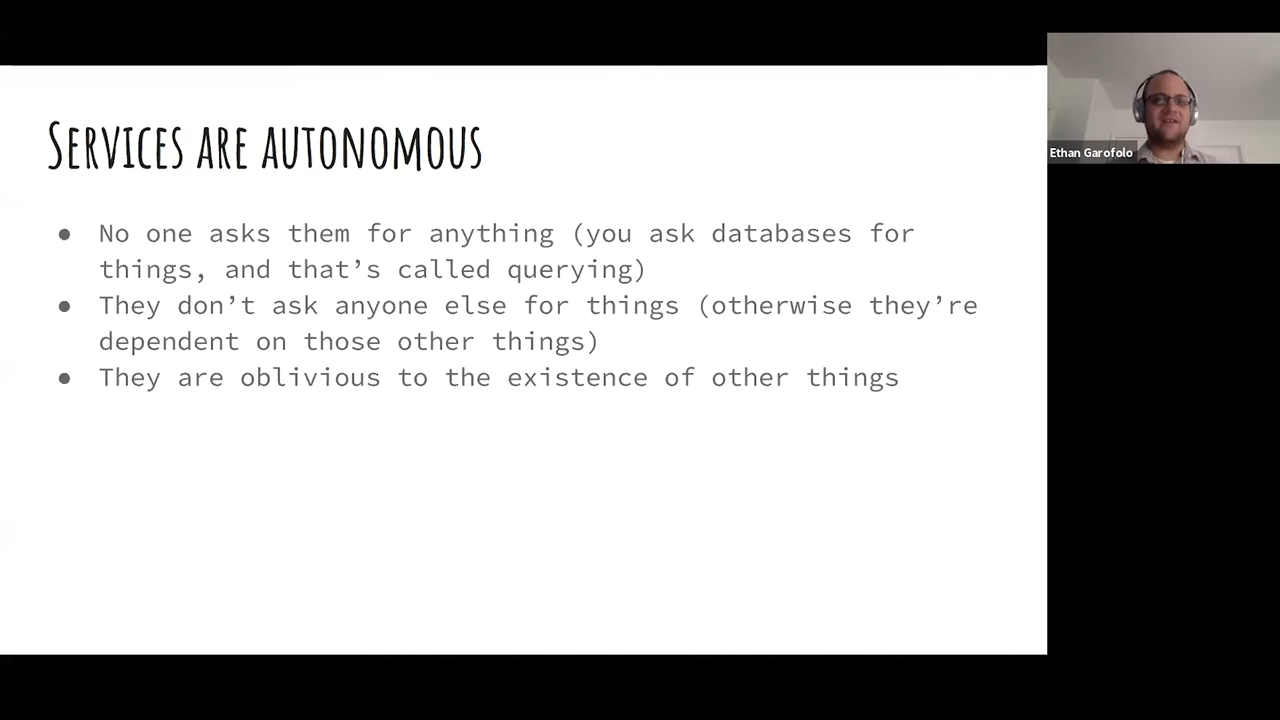 Services are autonomous
● No one asks them for anything (you ask databases for
things, and that’s called querying)
● They don’t ask anyone else for things (otherwise they’re
dependent on those other things)
● They are oblivious to the existence of other things
Ethan Garofolo